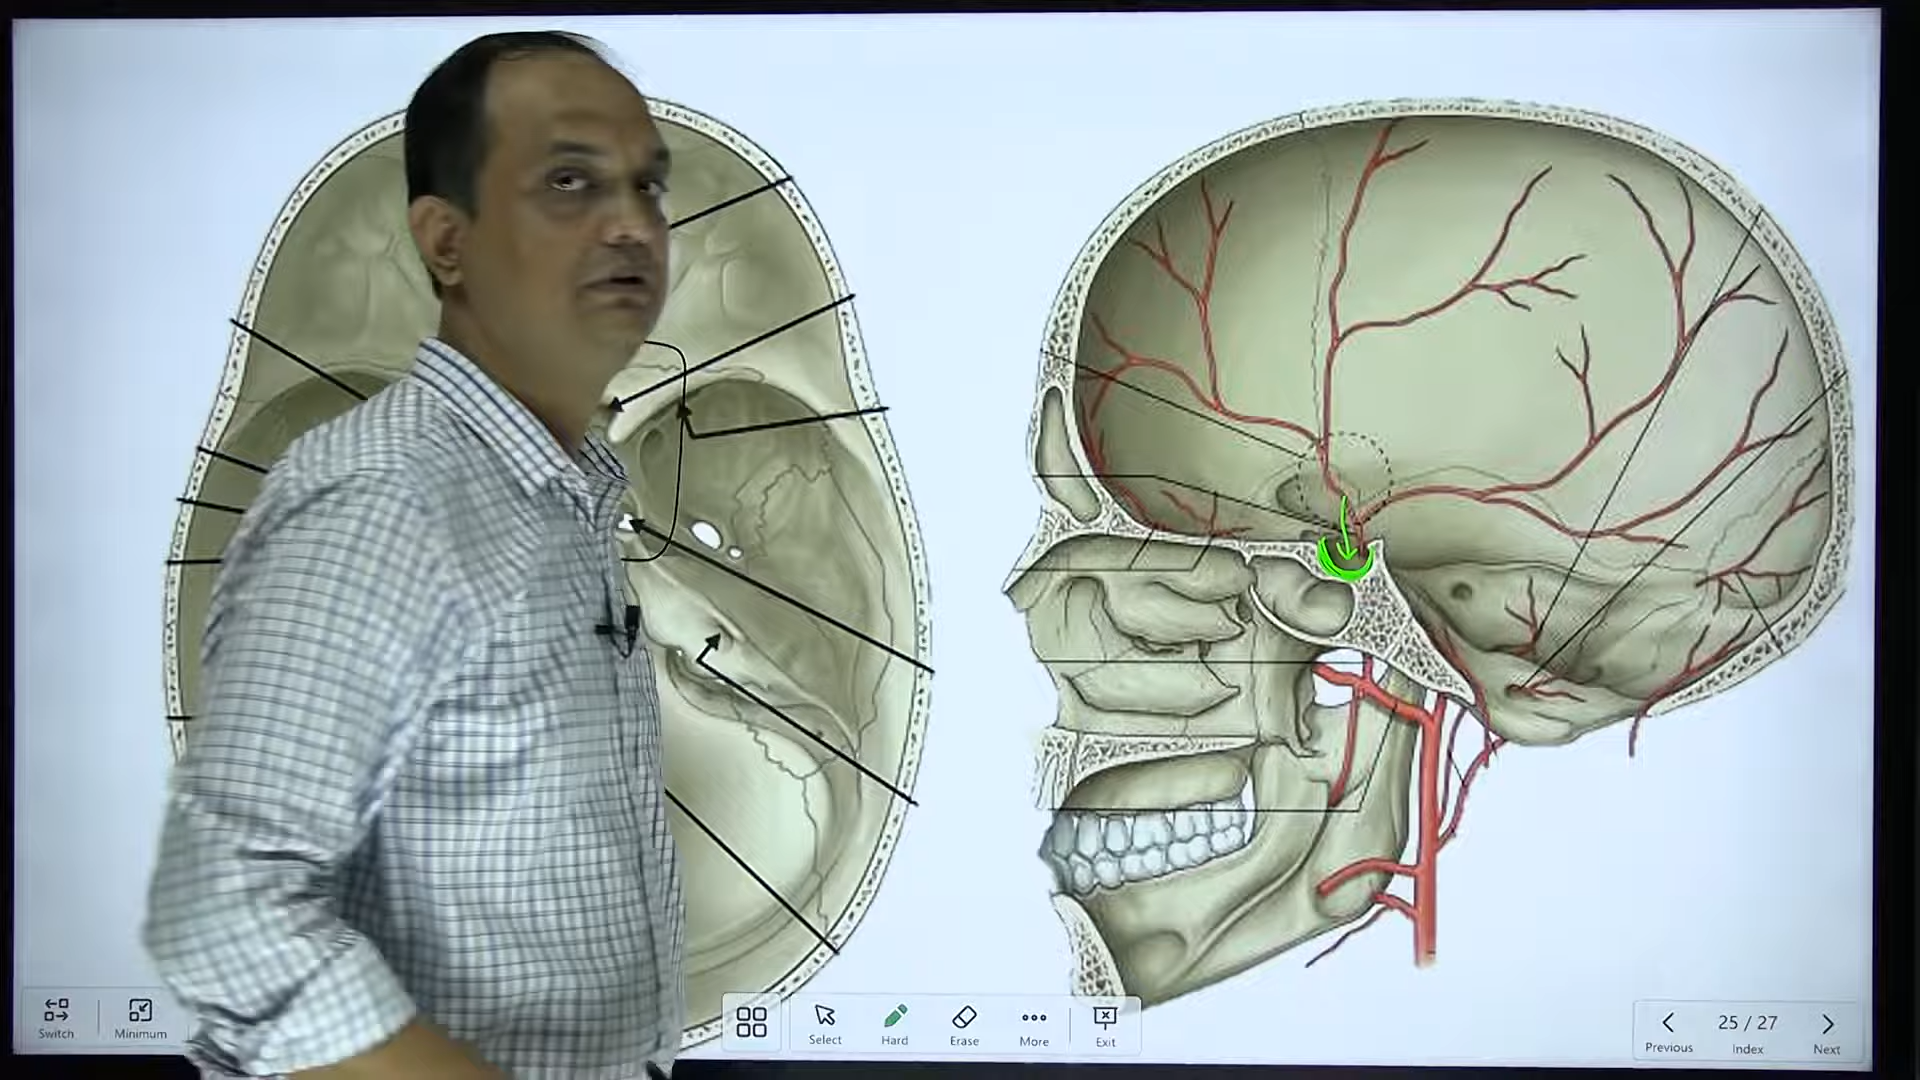 Switch
Minimum
Select
Hard
Erase
More
Exit
25 / 27
Previous
Index
Next